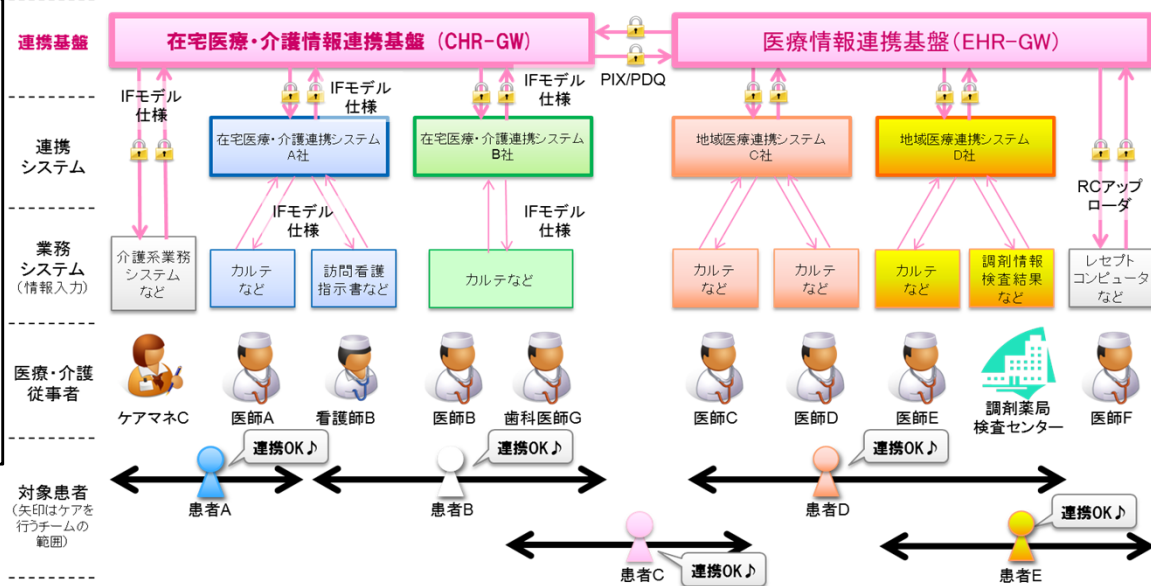 連携基盤
在宅医療・介護情報連携基盤 (CHR-GW)
医療情報連携基盤(EHR-GW)
PIX/PDQ
IFモデル
仕様
IFモデル
仕様
IFモデル
仕様
連携
システム
在宅医療・介護連携システム
A社
在宅医療・介護連携システム
B社
地域医療連携システム
C社
地域医療連携システム
D社
RCアップ
ローダ
IFモデル
仕様
IFモデル
仕様
業務
システム
(情報入力)
介護系業務
システム
など
カルテ
など
訪問看護
指示書など
カルテなど
カルテ
など
カルテ
など
カルテ
など
調剤情報
検査結果
など
レセプト
コンピュータ
など
医療・介護
従事者
ケアマネC
医師A
看護師B
医師B
歯科医師G
医師C
医師D
医師E
調剤薬局
検査センター
医師F
対象患者
(矢印はケアを
行うチームの
範囲)
連携OK♪
患者A
連携OK♪
患者B
連携OK♪
患者D
連携OK♪
患者C
連携OK♪
患者E